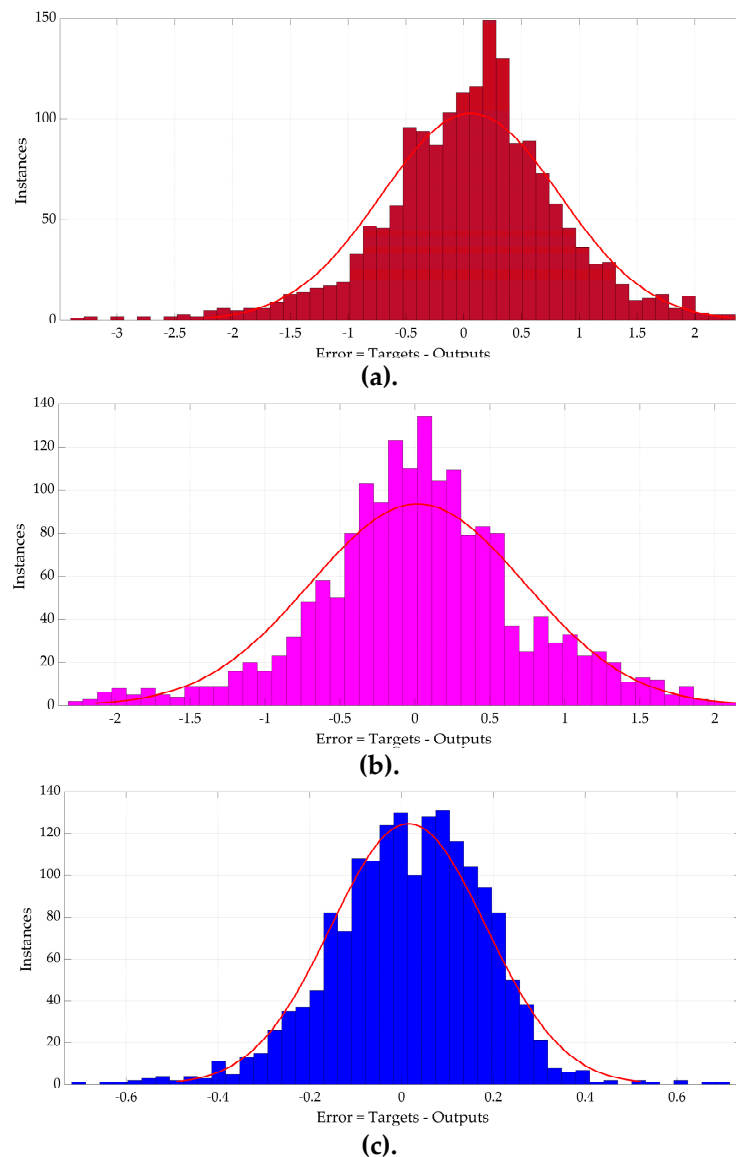 150
100
50
0
Instances
-3 -2.5 -2 -1.5 -1 -0.5 0 0.5 1 1.5 2
Error = Targets - Outputs
(a).
140
120
100
80
60
40
20
0
Instances
-2 -1.5 -1 -0.5 0 0.5 1 1.5 2
Error = Targets - Outputs
(b).
140
120
100
80
60
40
20
0
Instances
-0.6 -0.4 -0.2 0 0.2 0.4 0.6
Error = Targets - Outputs
(c).